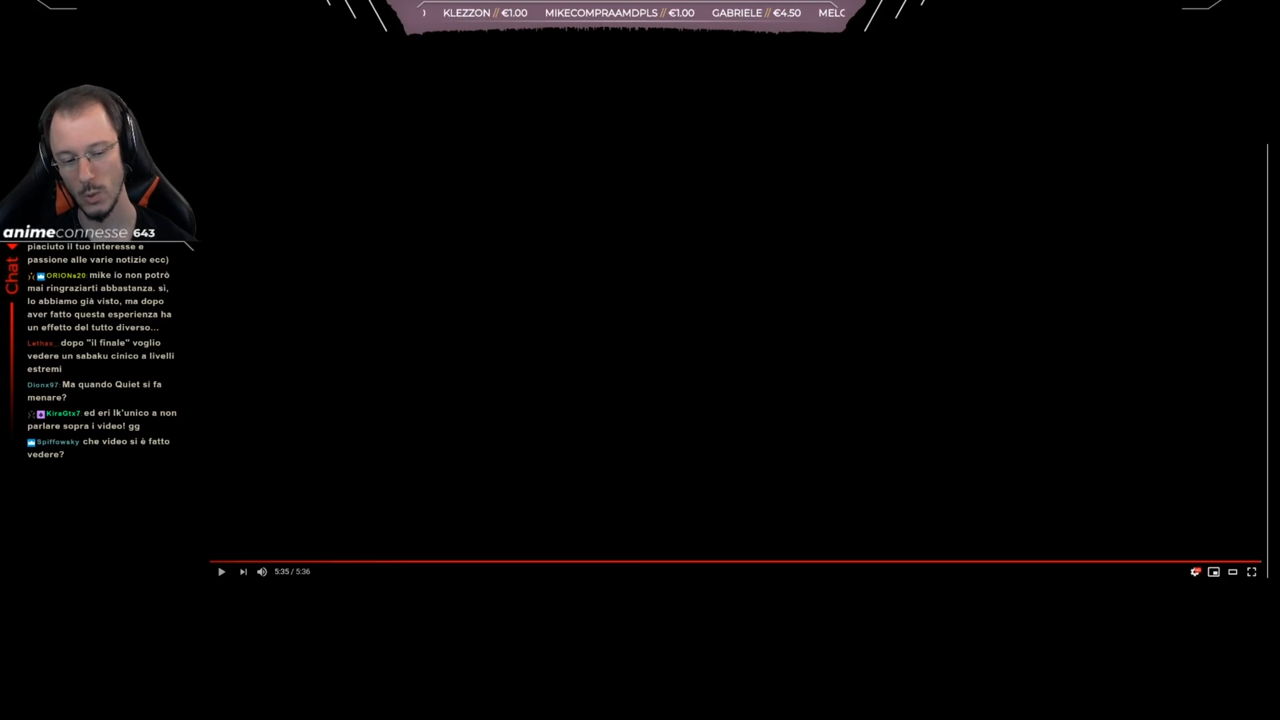 KLEZZON // €1.00 MIKECOMPRAAMDPLS // €1.00 GABRIELE // €4.50 MELC
animeconnesse 643
Chat
piaciuto il tuo interesse e
passione alle varie notizie ecc)
ORIONs20: mike io non potrò
mai ringraziarti abbastanza. sì,
lo abbiamo già visto, ma dopo
aver fatto questa esperienza ha
un effetto del tutto diverso...
Lethax_: dopo "il finale" voglio
vedere un sabaku cinico a livelli
estremi
Dionx97: Ma quando Quiet si fa
menare?
KiraGtx7: ed eri lk'unico a non
parlare sopra i video! gg
Spiffowsky: che video si è fatto
vedere?
5:35 / 5:36